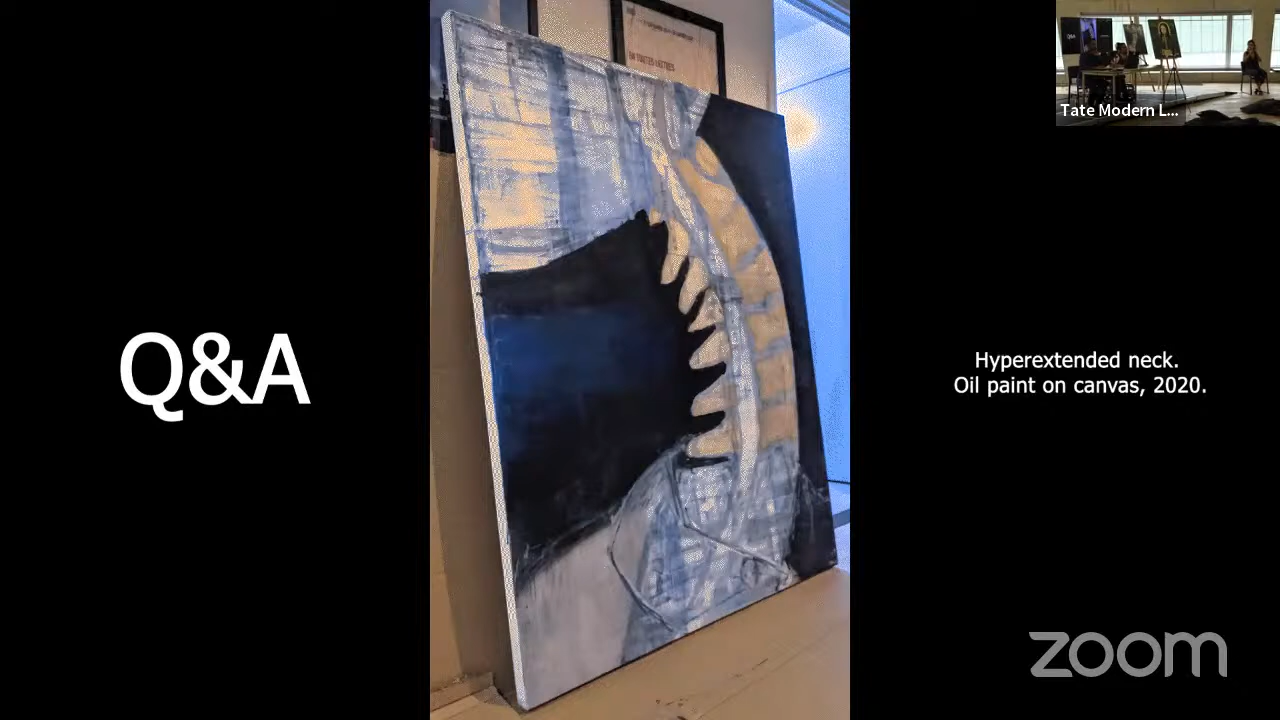 Q&A
Tate Modern L...
Hyperextended neck.
Oil paint on canvas, 2020.
zoom
Q&A